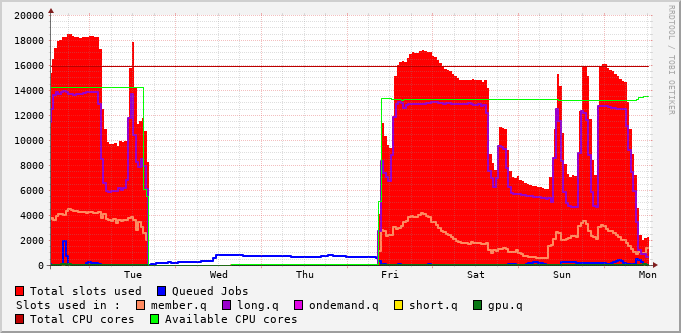 20000
18000
16000
14000
12000
10000
8000
6000
4000
2000
0
Tue Wed Thu Fri Sat Sun Mon
Total slots used Queued Jobs
Slots used in : member.q long.q ondemand.q short.q gpu.q
Total CPU cores Available CPU cores
RRDTOOL / TOBI OETIKER